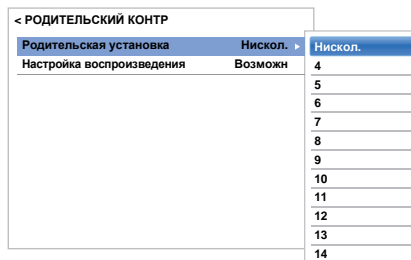 < РОДИТЕЛЬСКИЙ КОНТР
Родительская установка Нискол. ▸
Настройка воспроизведения Возможн
Нискол.
4
5
6
7
8
9
10
11
12
13
14